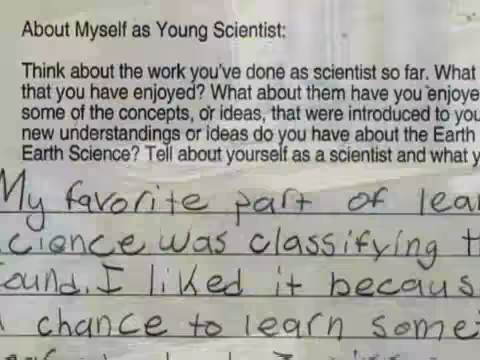 About Myself as Young Scientist:
Think about the work you've done as scientist so far. What
that you have enjoyed? What about them have you enjoye
some of the concepts, or ideas, that were introduced to you
new understandings or ideas do you have about the Earth
Earth Science? Tell about yourself as a scientist and what y
My favorite part of lear
cience was classifying t
ound. I liked it becaus
chance to learn some